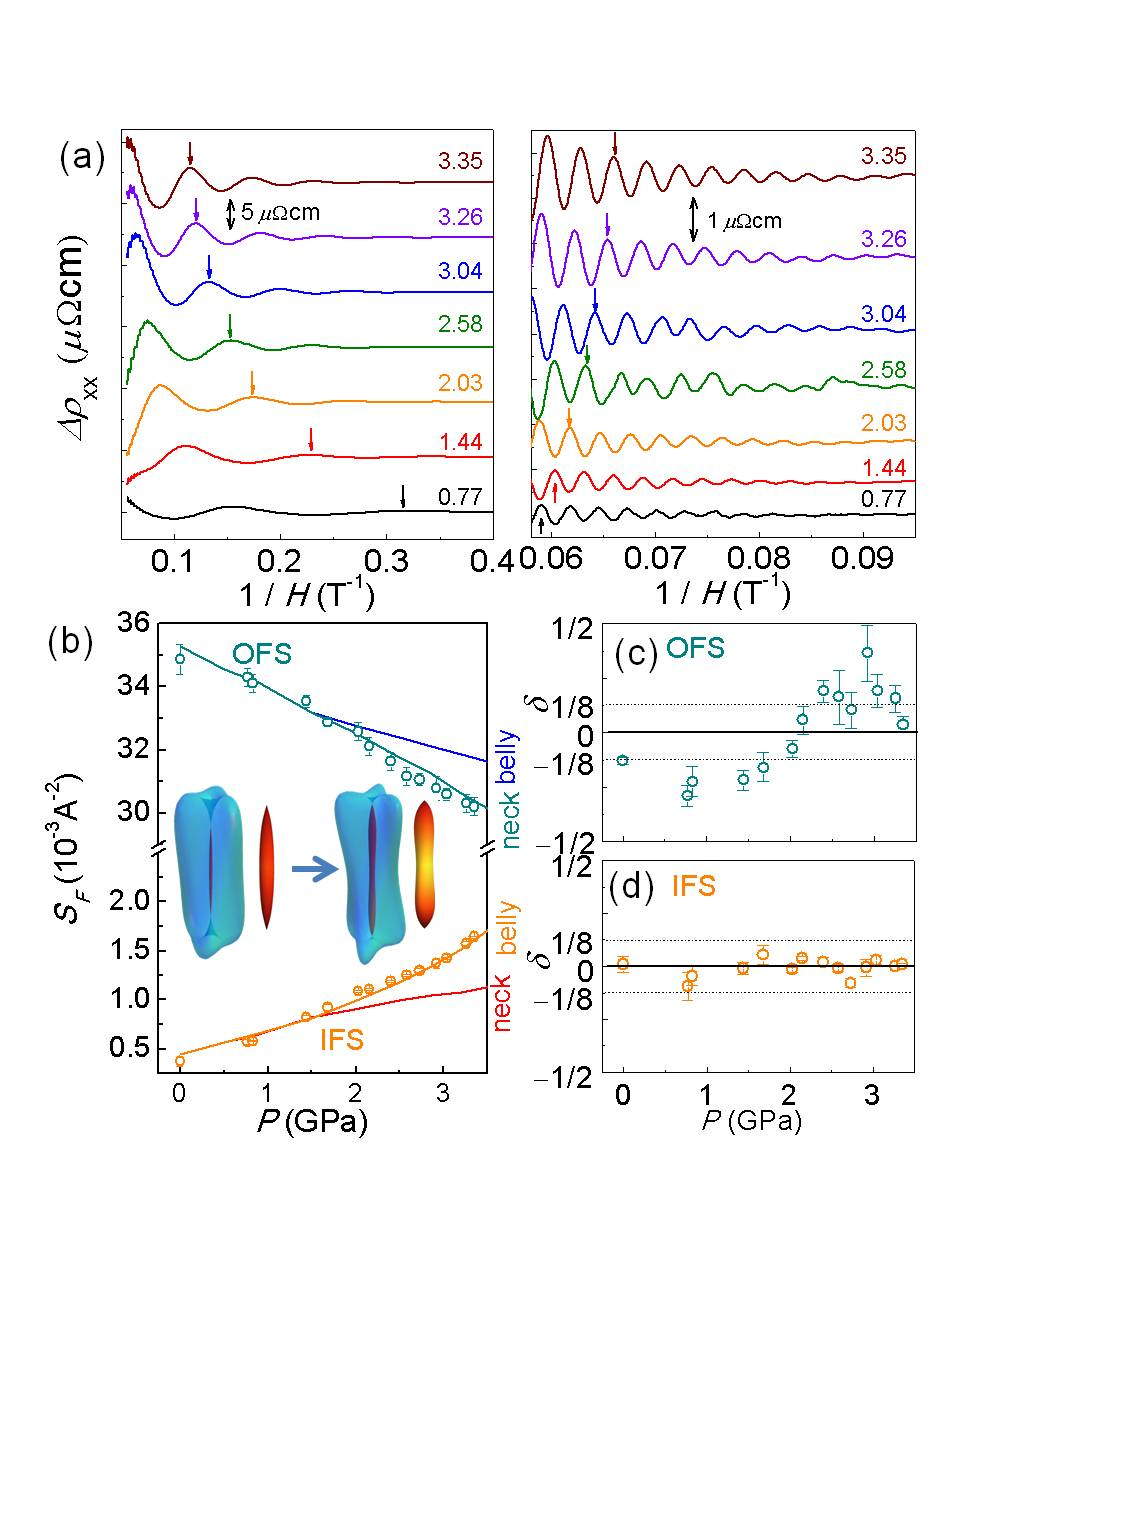 (a)
Δρxx (μΩcm)
3.35
3.26
3.04
2.58
2.03
1.44
0.77
5 μΩcm
0.1 0.2 0.3 0.4
1 / H (T-1)
3.35
3.26
3.04
2.58
2.03
1.44
0.77
1 μΩcm
0.06 0.07 0.08 0.09
1 / H (T-1)
(b)
SF (10-3A-2)
36
34
32
30
2.0
1.5
1.0
0.5
OFS
IFS
neck belly
neck belly
0 1 2 3
P (GPa)
(c) OFS
δ
1/2
1/8
0
−1/8
−1/2
(d) IFS
δ
1/2
1/8
0
−1/8
−1/2
0 1 2 3
P (GPa)